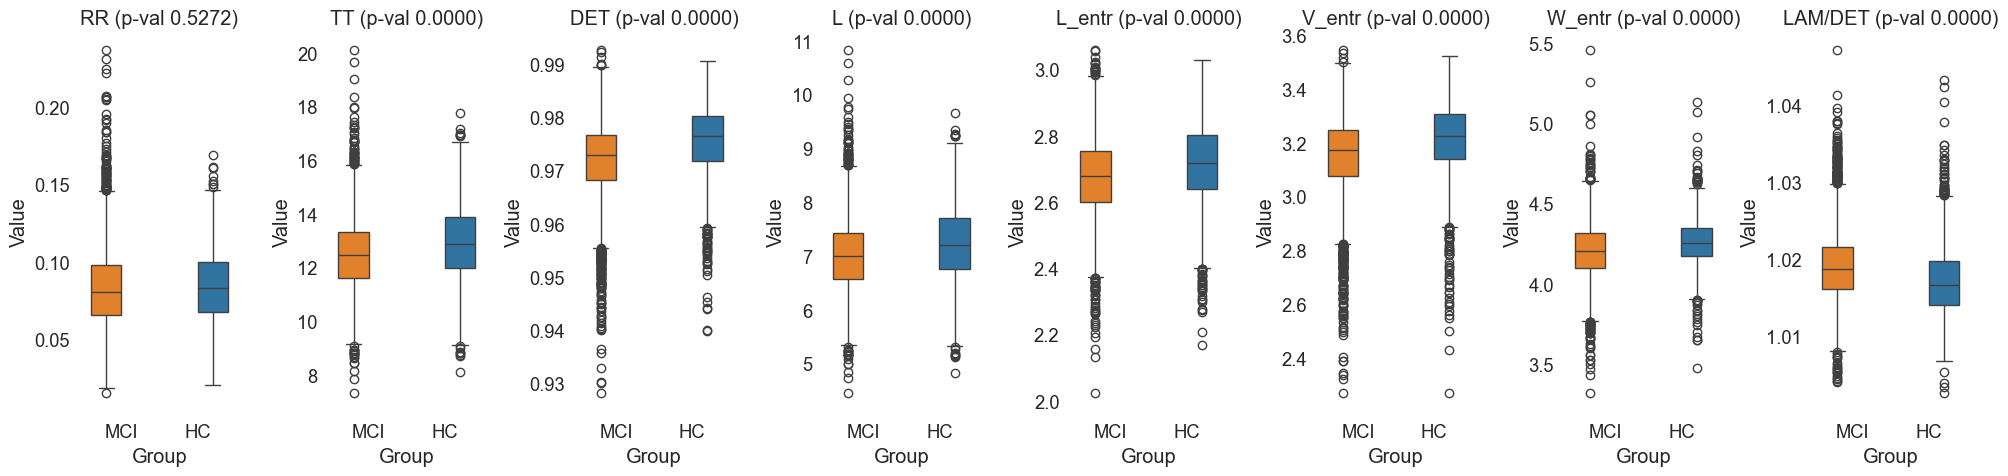 RR (p-val 0.5272)
Value
0.20
0.15
0.10
0.05
MCI HC
Group
TT (p-val 0.0000)
Value
20
18
16
14
12
10
8
MCI HC
Group
DET (p-val 0.0000)
Value
0.99
0.98
0.97
0.96
0.95
0.94
0.93
MCI HC
Group
L (p-val 0.0000)
Value
11
10
9
8
7
6
5
MCI HC
Group
L_entr (p-val 0.0000)
Value
3.0
2.8
2.6
2.4
2.2
2.0
MCI HC
Group
V_entr (p-val 0.0000)
Value
3.6
3.4
3.2
3.0
2.8
2.6
2.4
MCI HC
Group
W_entr (p-val 0.0000)
Value
5.5
5.0
4.5
4.0
3.5
MCI HC
Group
LAM/DET (p-val 0.0000)
Value
1.04
1.03
1.02
1.01
MCI HC
Group